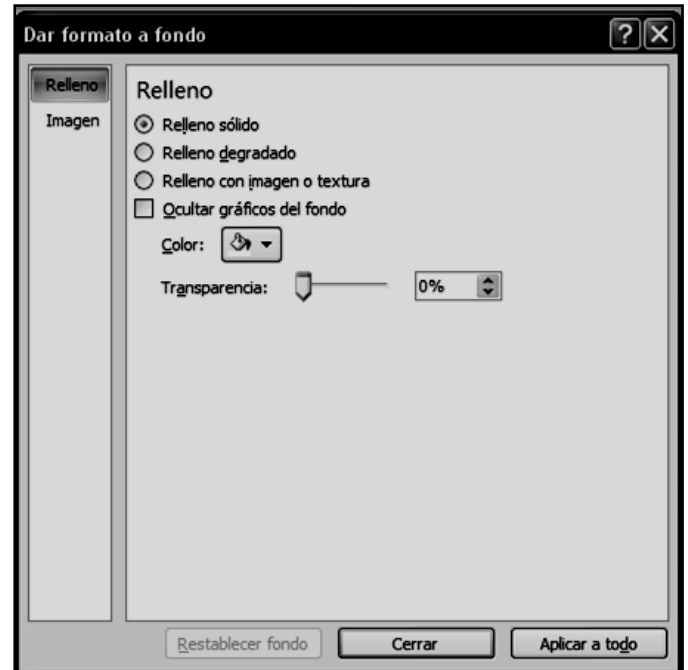 Dar formato a fondo
Relleno
Imagen
Relleno
Relleno sólido
Relleno degradado
Relleno con imagen o textura
Ocultar gráficos del fondo
Color:
Transparencia:
0%
Restablecer fondo
Cerrar
Aplicar a todo